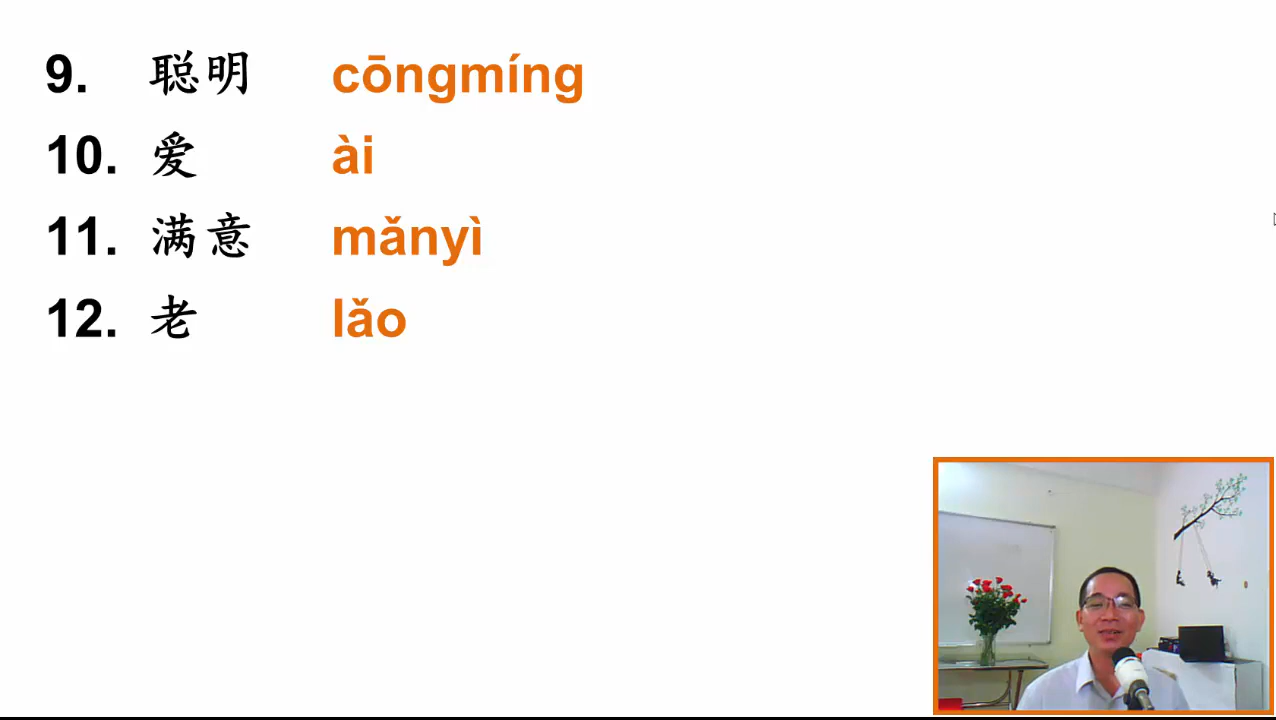 9. 聪明 cōngmíng
10. 爱 ài
11. 满意 mǎnyì
12. 老 lǎo